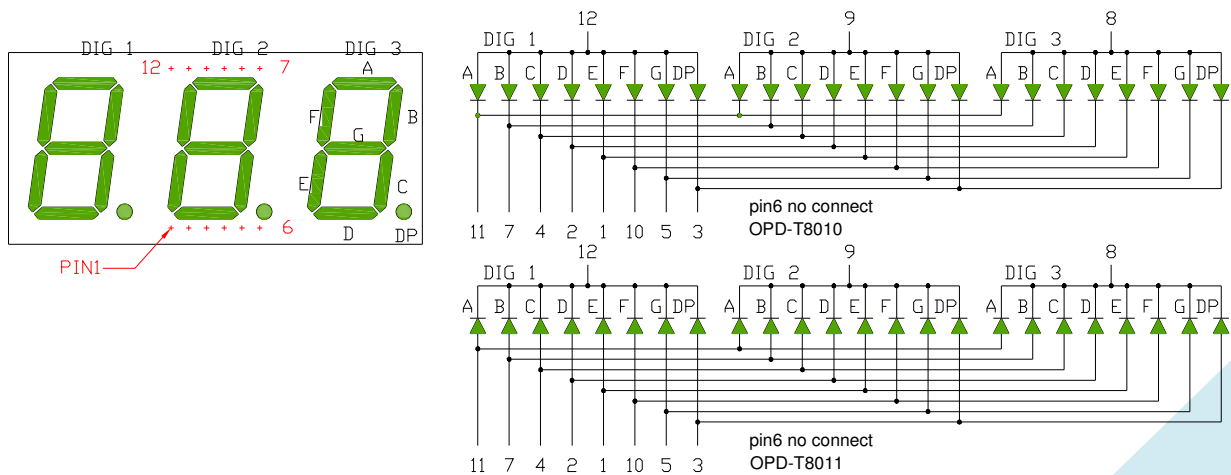 DIG 1 DIG 2 DIG 3
12 7
A
F B
G
E C
D DP
6
PIN1
12 9 8
DIG 1 DIG 2 DIG 3
A B C D E F G DP A B C D E F G DP A B C D E F G DP
pin6 no connect
11 7 4 2 1 10 5 3 OPD-T8010
12 9 8
DIG 1 DIG 2 DIG 3
A B C D E F G DP A B C D E F G DP A B C D E F G DP
pin6 no connect
11 7 4 2 1 10 5 3 OPD-T8011